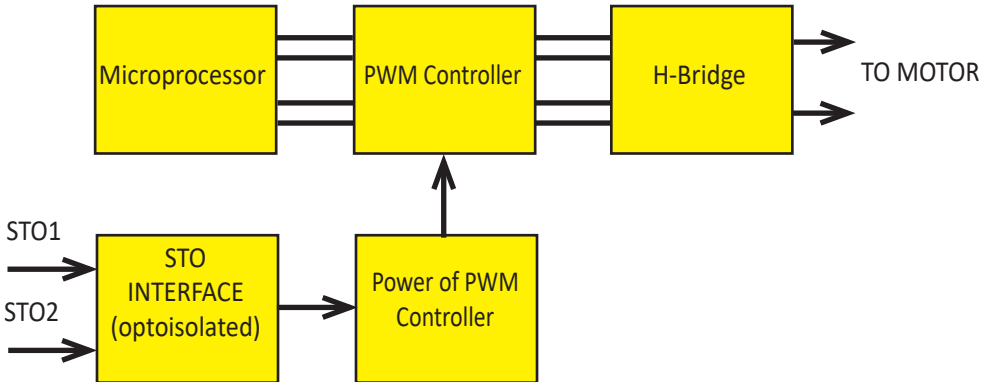 Microprocessor
PWM Controller
H-Bridge
TO MOTOR
STO1
STO2
STO
INTERFACE
(optoisolated)
Power of PWM
Controller